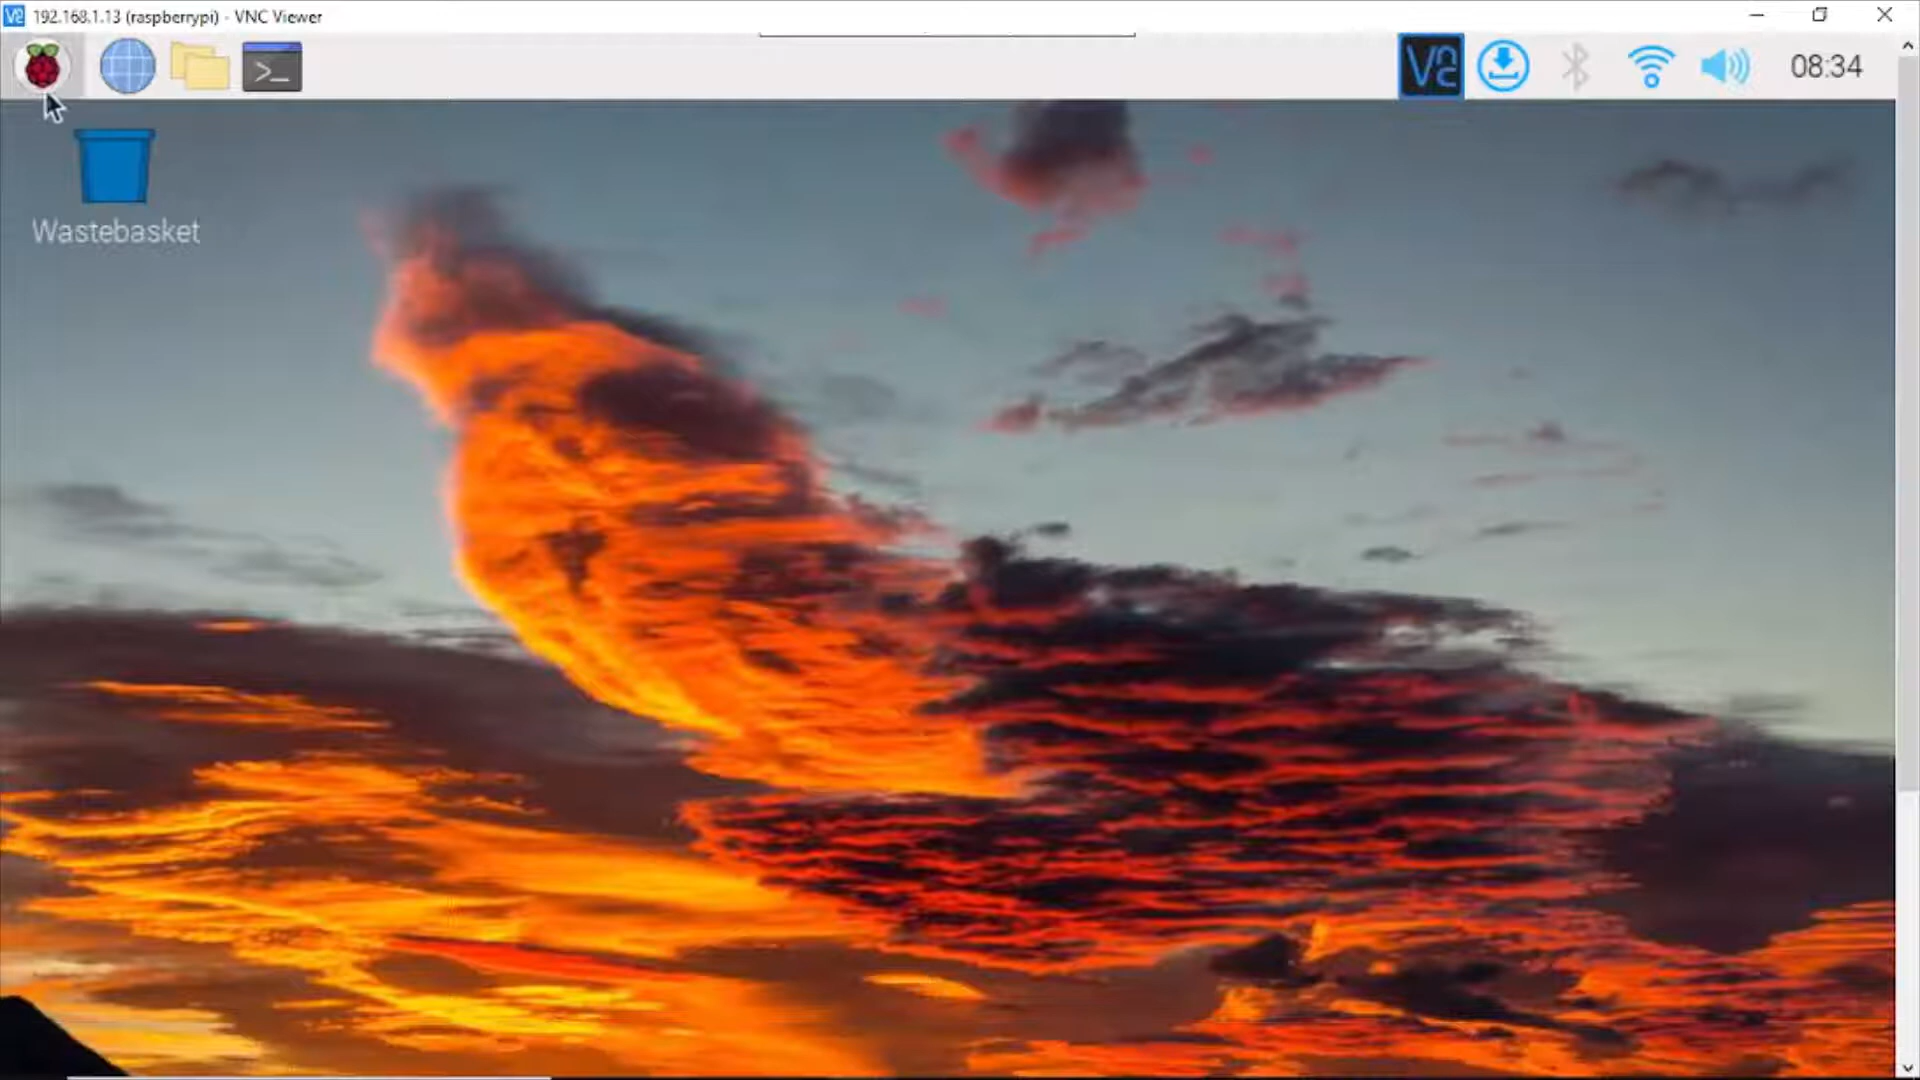 192.168.1.13 (raspberrypi) - VNC Viewer
>_
08:34
Wastebasket